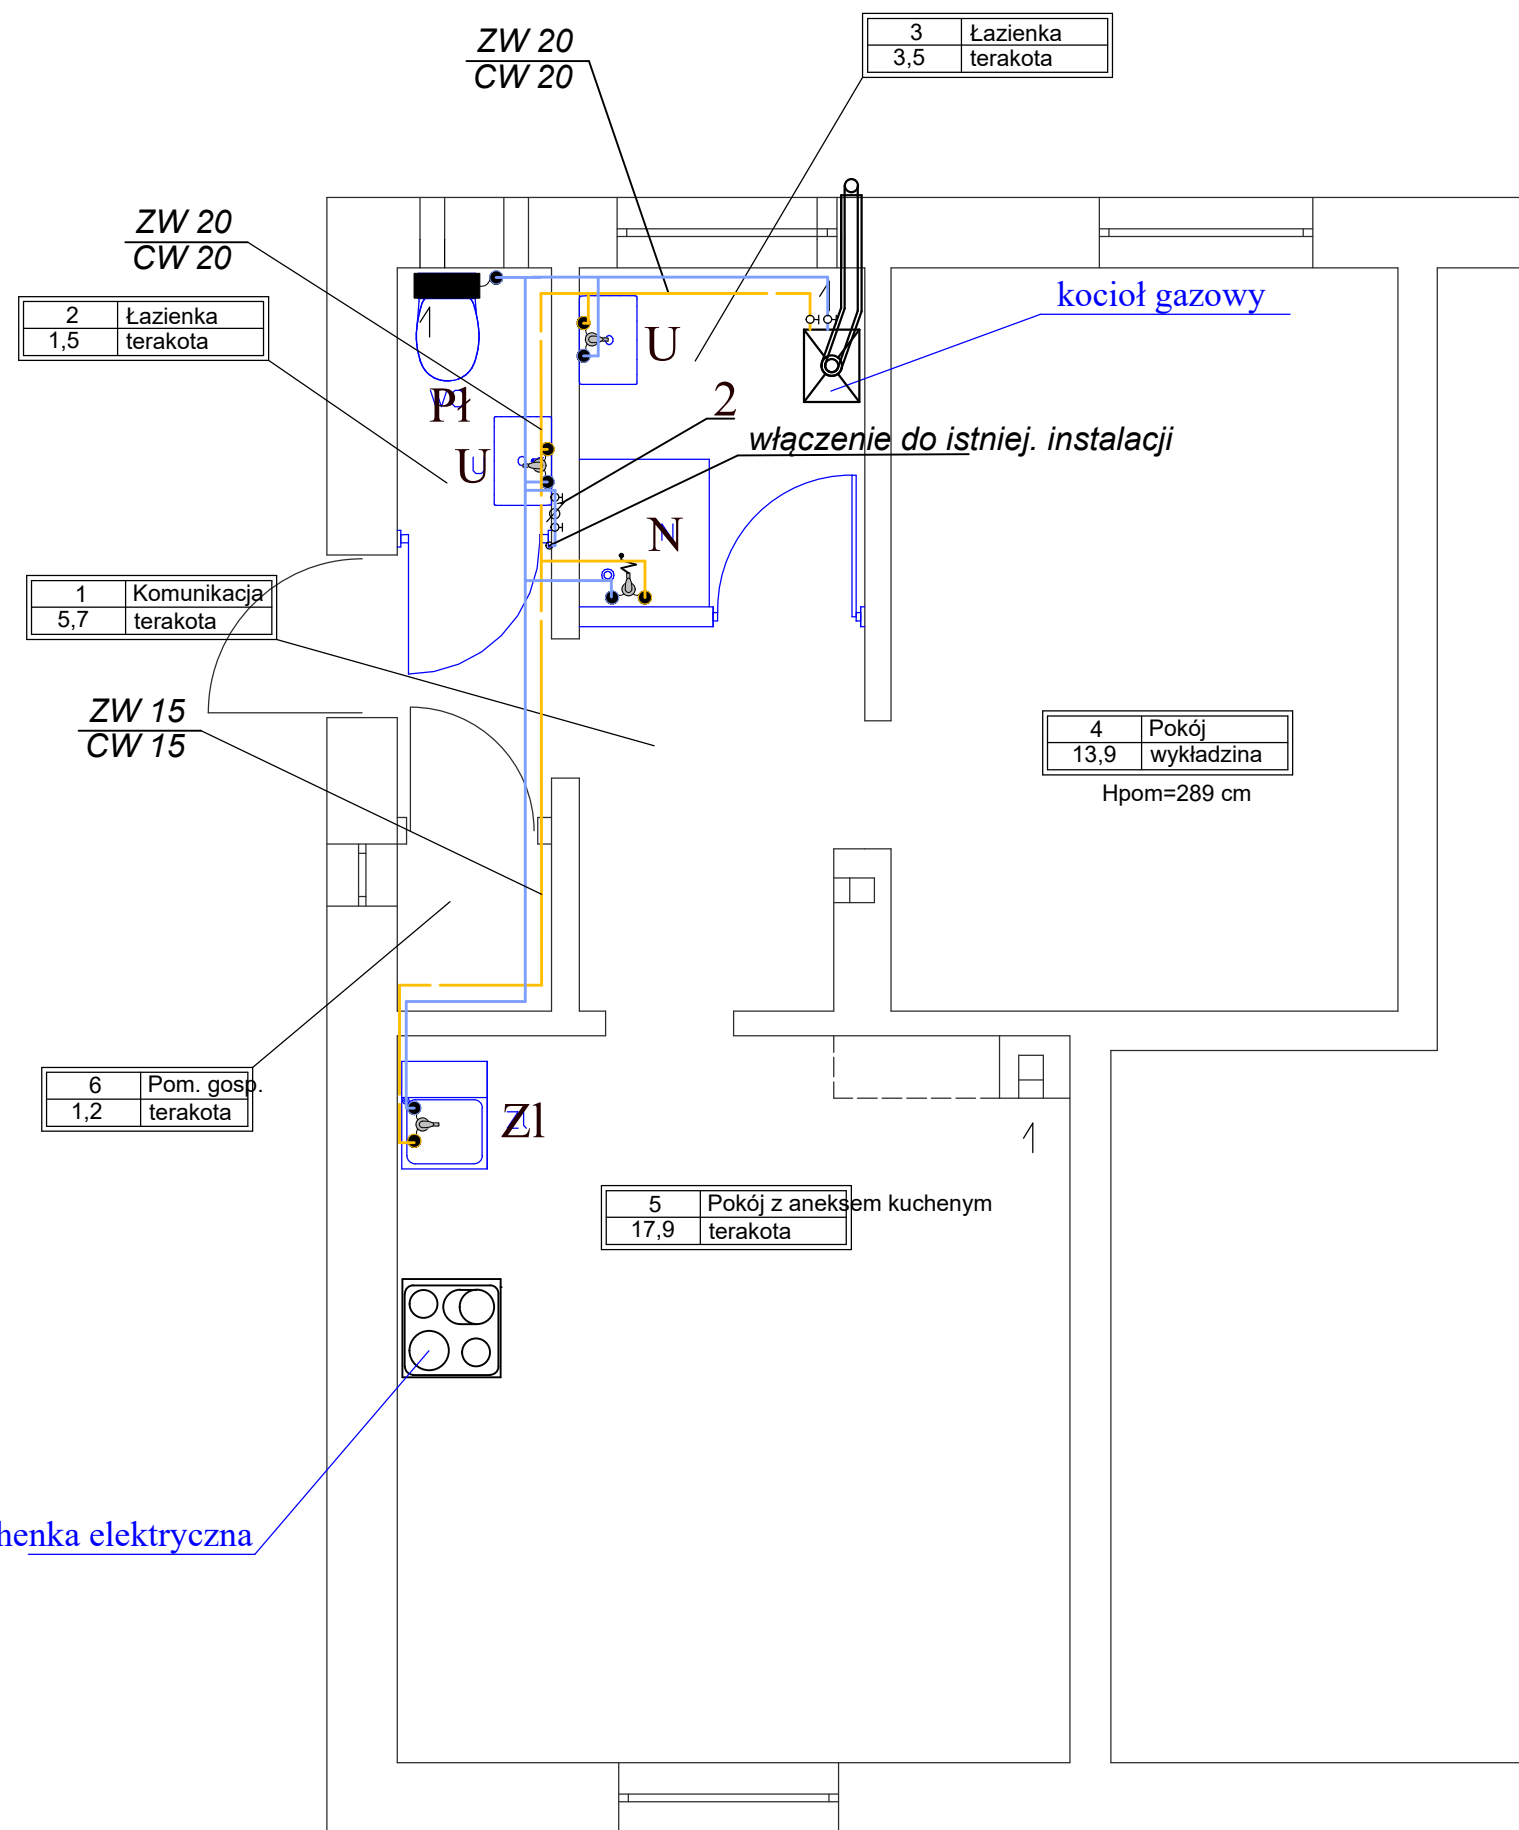 ZW 20
CW 20
3 Łazienka
3,5 terakota
ZW 20
CW 20
kocioł gazowy
2 Łazienka
1,5 terakota
U
Pł
2
włączenie do istniej. instalacji
U
N
1 Komunikacja
5,7 terakota
ZW 15
CW 15
4 Pokój
13,9 wykładzina
Hpom=289 cm
6 Pom. gosp.
1,2 terakota
Zl
5 Pokój z aneksem kuchenym
17,9 terakota
henka elektryczna